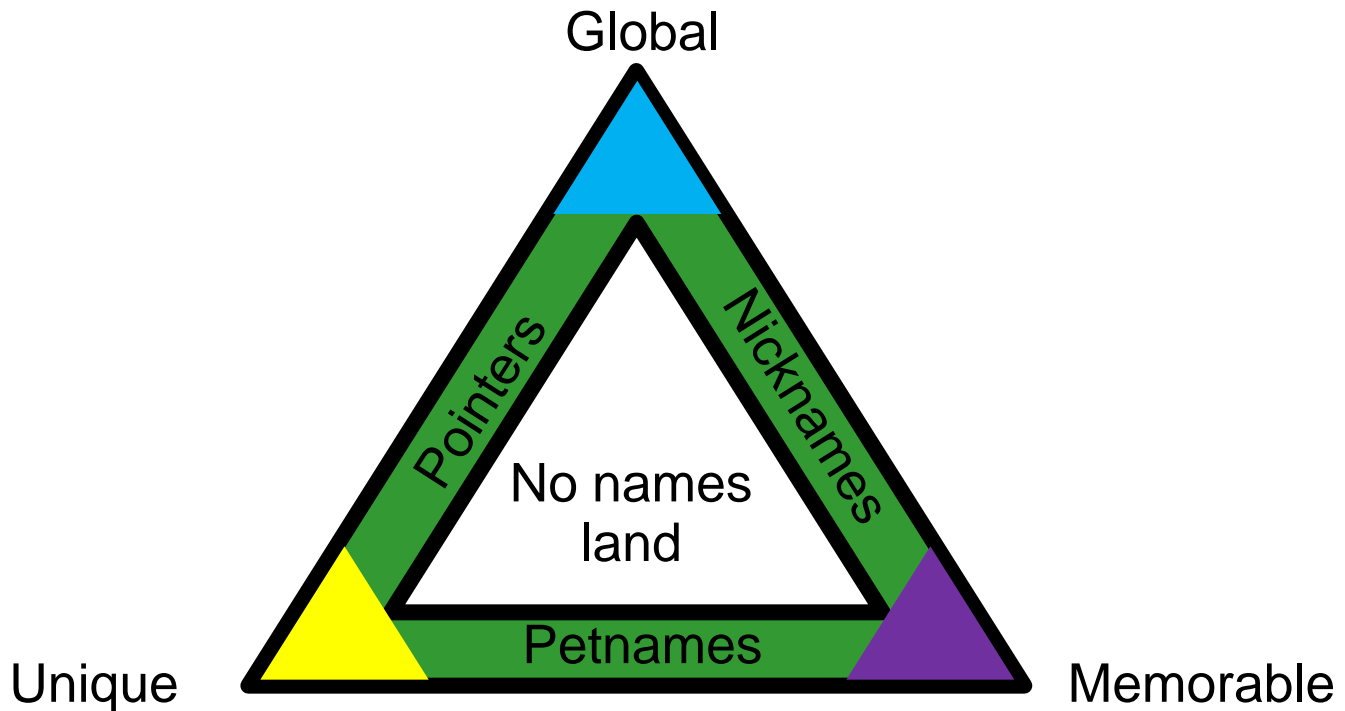 Global
Pointers
Nicknames
No names
land
Petnames
Unique
Memorable